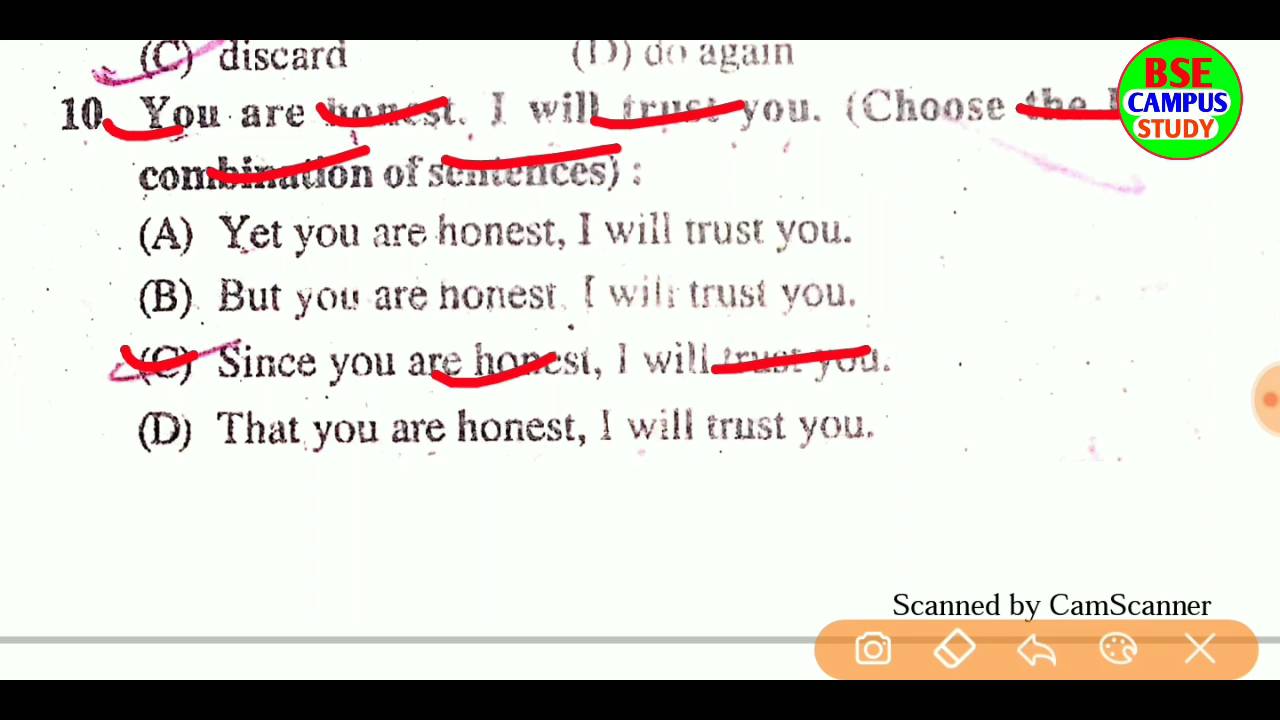 (C) discard (D) do again
10. You are honest. I will trust you. (Choose the
combination of sentences) :
(A) Yet you are honest, I will trust you.
(B) But you are honest, I will trust you.
(C) Since you are honest, I will trust you.
(D) That you are honest, I will trust you.
Scanned by CamScanner
BSE
CAMPUS
STUDY